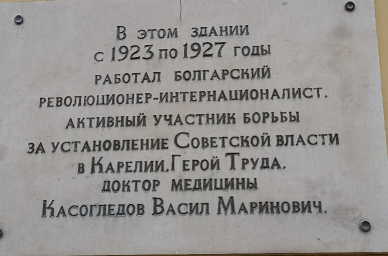 В этом здании
с 1923 по 1927 годы
работал болгарский
революционер-интернационалист.
активный участник борьбы
за установление Советской власти
в Карелии, Герой Труда,
доктор медицины
Касогледов Васил Маринович.